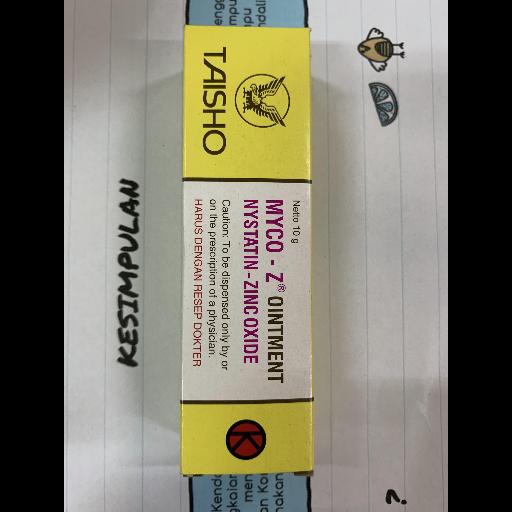 TAISHO
Netto 10 g
MYCO - Z® OINTMENT
NYSTATIN - ZINC OXIDE
Caution: To be dispensed only by or
on the prescription of a physician.
HARUS DENGAN RESEP DOKTER
K
KESIMPULAN
?